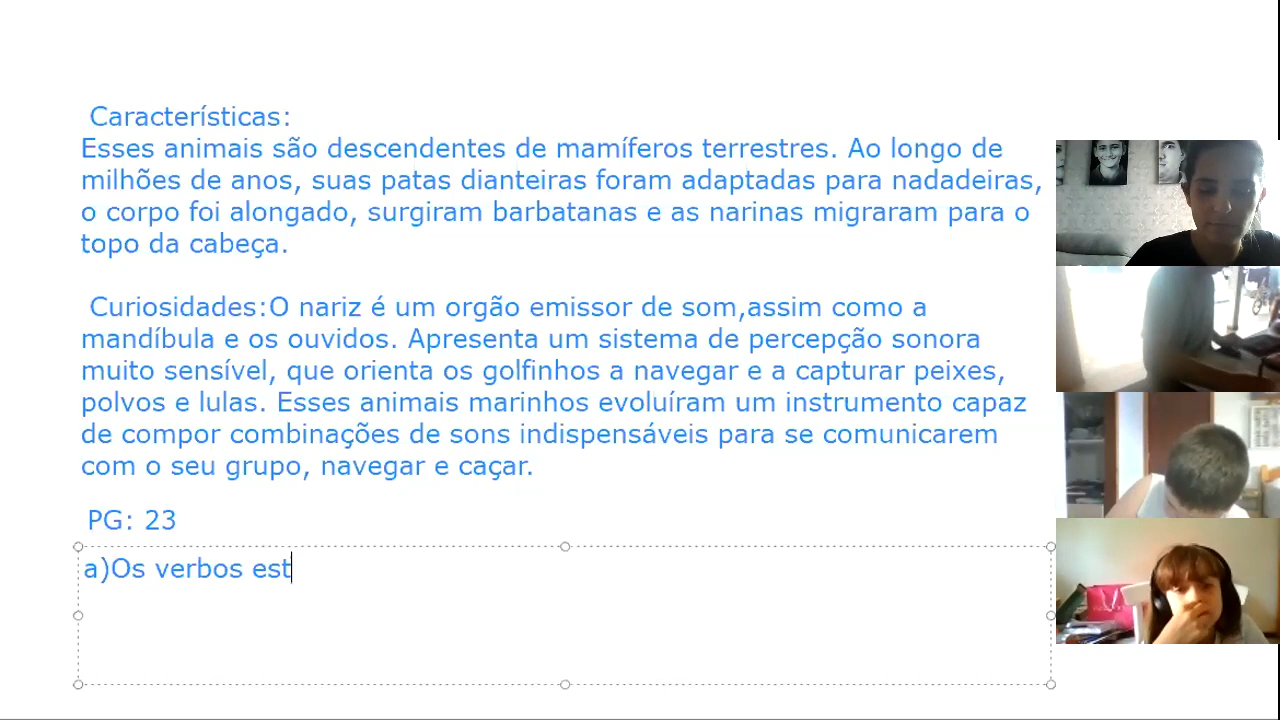 Características:
Esses animais são descendentes de mamíferos terrestres. Ao longo de
milhões de anos, suas patas dianteiras foram adaptadas para nadadeiras,
o corpo foi alongado, surgiram barbatanas e as narinas migraram para o
topo da cabeça.
Curiosidades:O nariz é um orgão emissor de som,assim como a
mandíbula e os ouvidos. Apresenta um sistema de percepção sonora
muito sensível, que orienta os golfinhos a navegar e a capturar peixes,
polvos e lulas. Esses animais marinhos evoluíram um instrumento capaz
de compor combinações de sons indispensáveis para se comunicarem
com o seu grupo, navegar e caçar.
PG: 23
a)Os verbos est